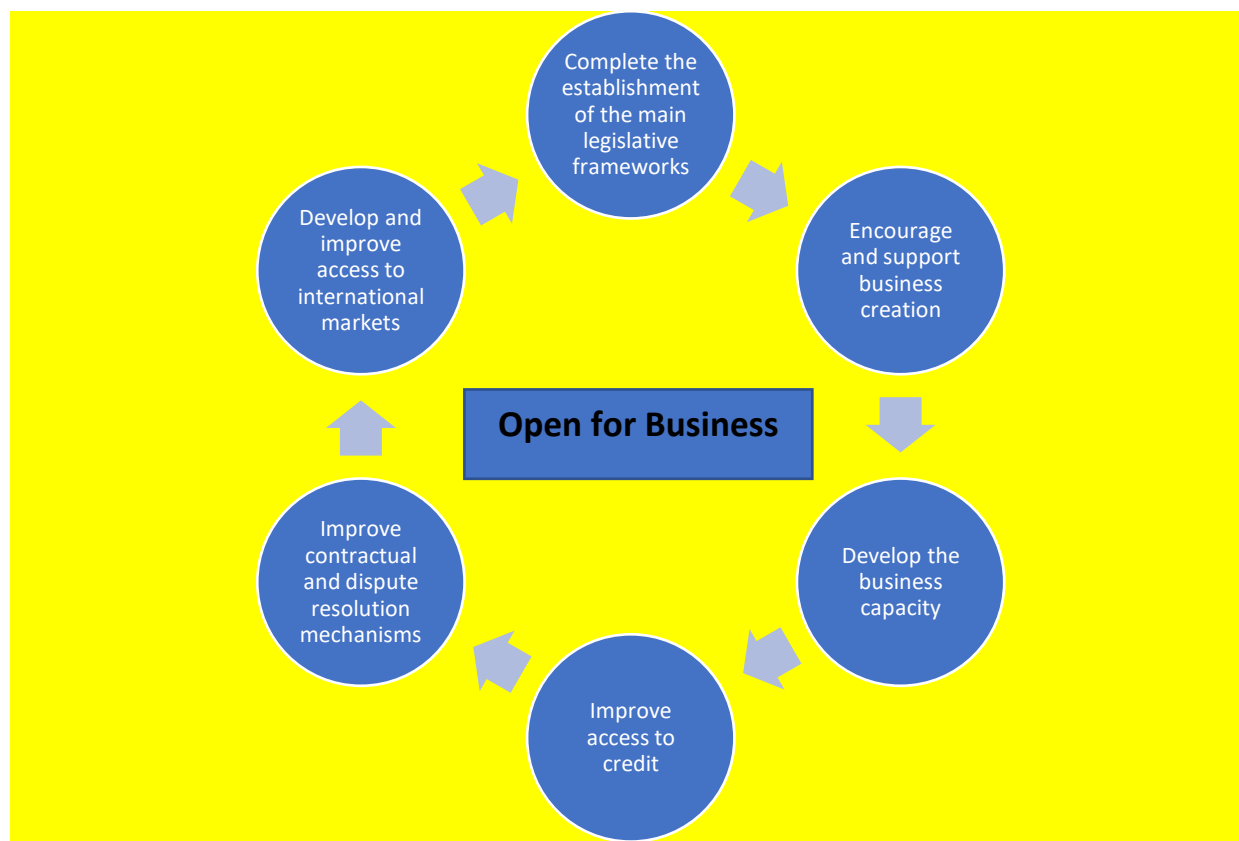 Complete the
establishment
of the main
legislative
frameworks
Encourage
and support
business
creation
Develop the
business
capacity
Improve
access to
credit
Improve
contractual
and dispute
resolution
mechanisms
Develop and
improve
access to
international
markets
Open for Business